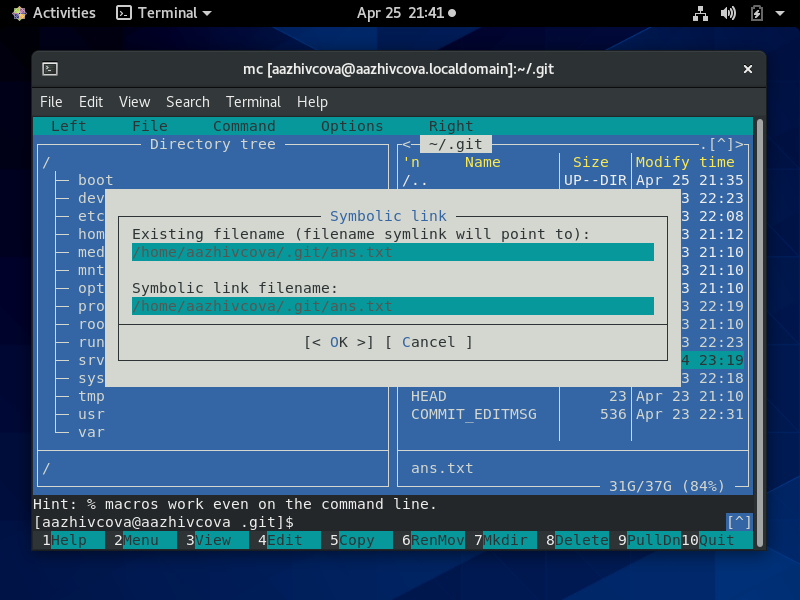 Activities Terminal Apr 25 21:41
mc [aazhivcova@aazhivcova.localdomain]:~/.git
File Edit View Search Terminal Help
Left File Command Options Right
Directory tree <─ ~/.git .[^]>
/ 'n Name Size Modify time
boot /.. UP--DIR Apr 25 21:35
dev 3 22:23
etc 3 22:08
hom 3 21:12
med 3 21:10
mnt 3 21:10
opt 3 21:10
pro 3 22:19
roo 3 21:10
run 3 22:23
srv 4 23:19
sys 3 22:18
tmp HEAD 23 Apr 23 21:10
usr COMMIT_EDITMSG 536 Apr 23 22:31
var
/ ans.txt
31G/37G (84%)
Symbolic link
Existing filename (filename symlink will point to):
/home/aazhivcova/.git/ans.txt
Symbolic link filename:
/home/aazhivcova/.git/ans.txt
[< OK >] [ Cancel ]
Hint: % macros work even on the command line.
[aazhivcova@aazhivcova .git]$ [^]
1Help 2Menu 3View 4Edit 5Copy 6RenMov 7Mkdir 8Delete 9PullDn 10Quit